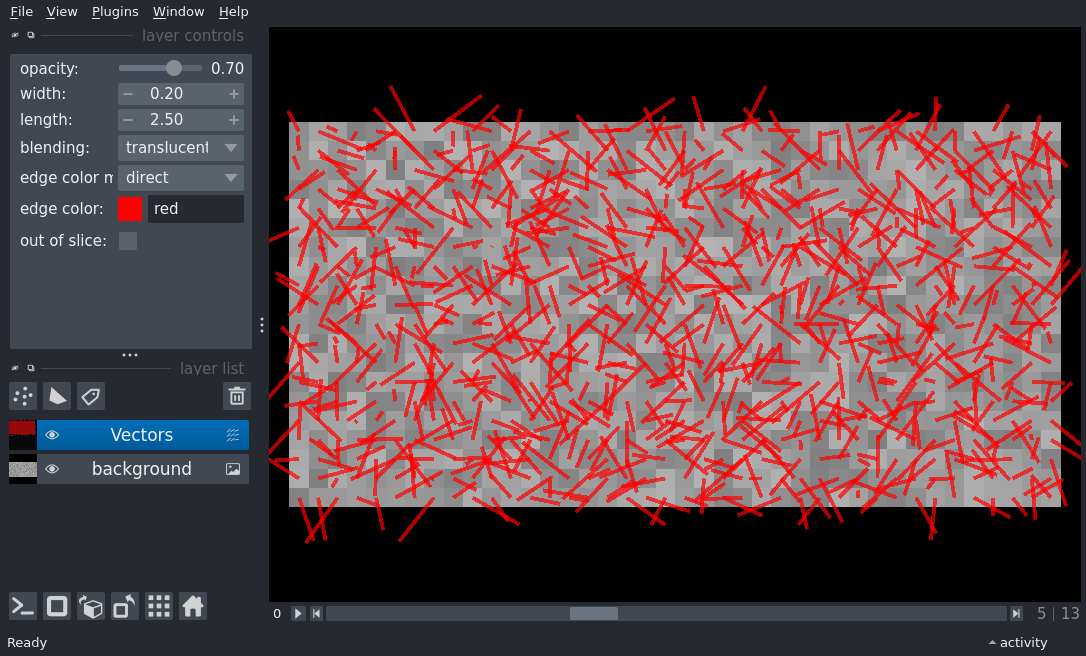 File View Plugins Window Help
layer controls
opacity: 0.70
width: 0.20
length: 2.50
blending: translucent
edge color m direct
edge color: red
out of slice:
layer list
Vectors
background
0 5 | 13
Ready activity